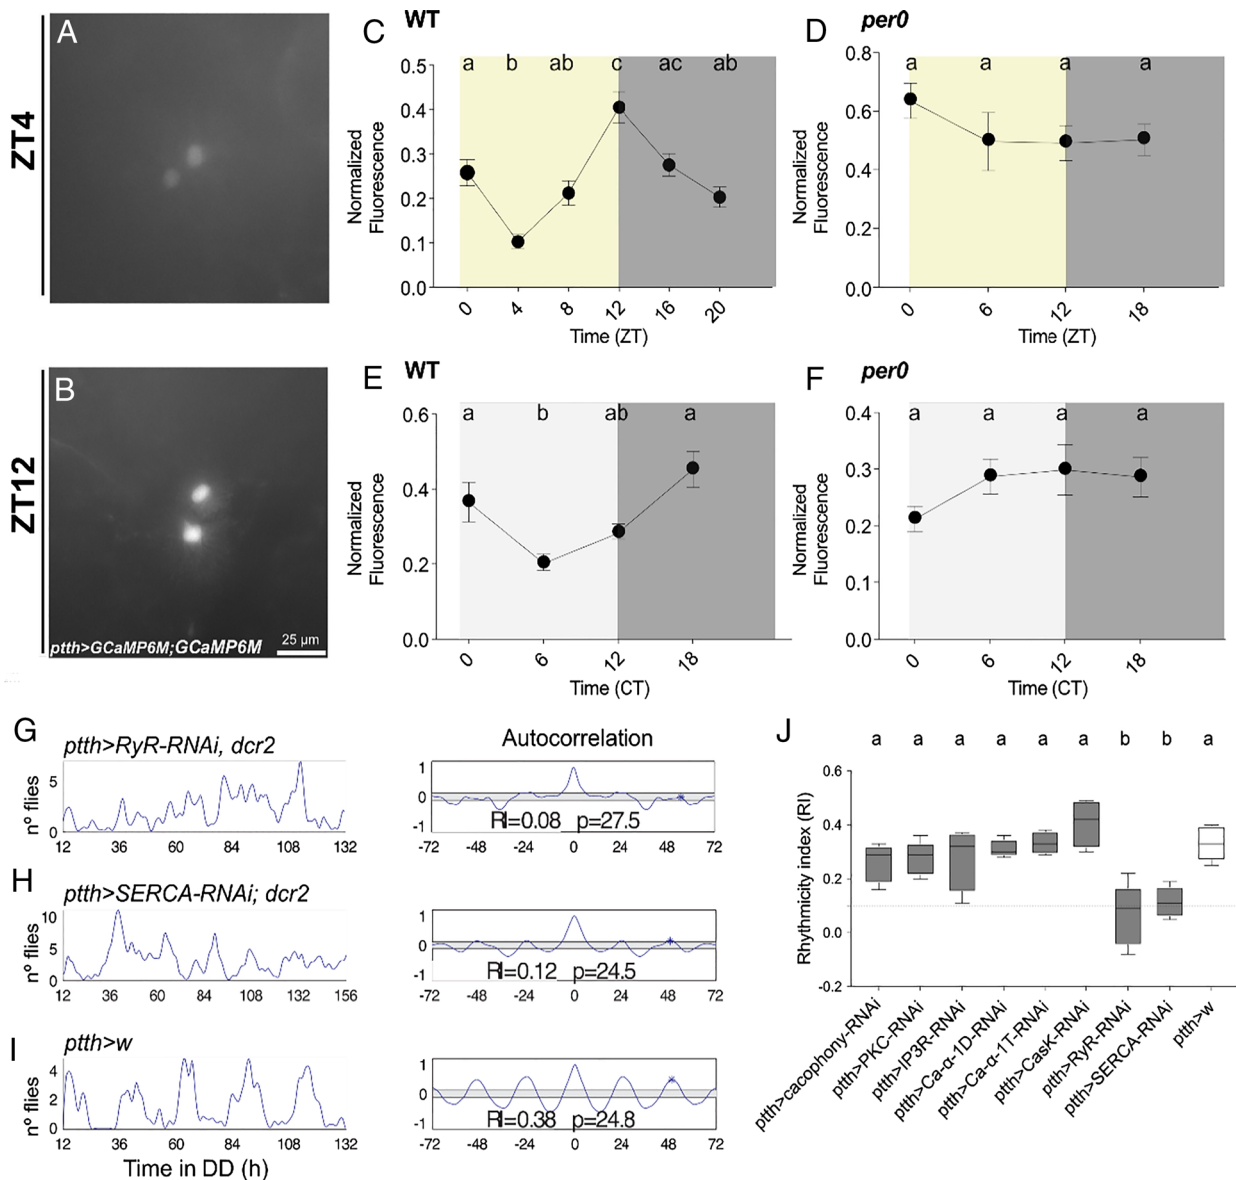 A
ZT4
B
ZT12
ptth>GCaMP6M;GCaMP6M
25 µm
C
WT
a b ab c ac ab
0.5
0.4
0.3
0.2
0.1
0.0
Normalized
Fluorescence
0 4 8 12 16 20
Time (ZT)
D
per0
a a a a
0.8
0.6
0.4
0.2
0.0
Normalized
Fluorescence
0 6 12 18
Time (ZT)
E
WT
a b ab a
0.6
0.4
0.2
0.0
Normalized
Fluorescence
0 6 12 18
Time (CT)
F
per0
a a a a
0.4
0.3
0.2
0.1
0.0
Normalized
Fluorescence
0 6 12 18
Time (CT)
G
ptth>RyR-RNAi, dcr2
nº flies
5
0
12 36 60 84 108 132
Autocorrelation
1
0
-1
RI=0.08 p=27.5
-72 -48 -24 0 24 48 72
H
ptth>SERCA-RNAi; dcr2
nº flies
10
5
0
12 36 60 84 108 132 156
1
0
-1
RI=0.12 p=24.5
-72 -48 -24 0 24 48 72
I
ptth>w
nº flies
4
2
0
12 36 60 84 108 132
Time in DD (h)
1
0
-1
RI=0.38 p=24.8
-72 -48 -24 0 24 48 72
J
a a a a a a b b a
0.6
0.4
0.2
0.0
-0.2
Rhythmicity index (RI)
ptth>cacophony-RNAi
ptth>PKC-RNAi
ptth>IP3R-RNAi
ptth>Ca-α-1D-RNAi
ptth>Ca-α-1T-RNAi
ptth>CasK-RNAi
ptth>RyR-RNAi
ptth>SERCA-RNAi
ptth>w